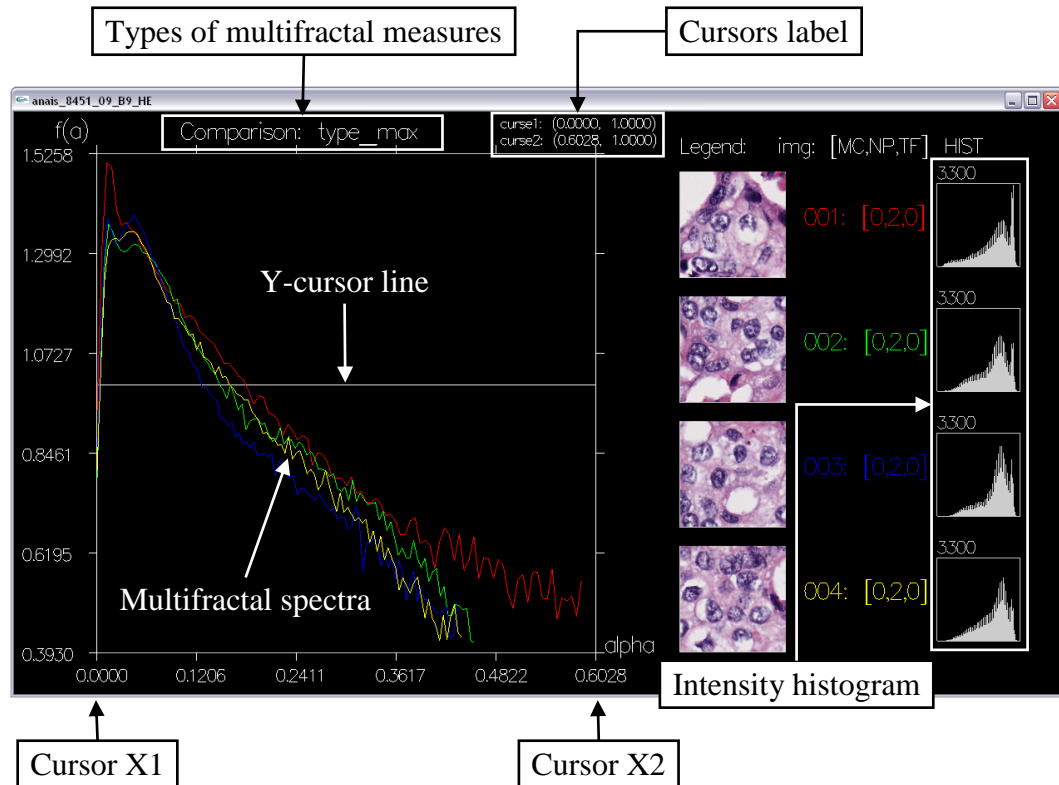 Types of multifractal measures
Cursors label
anais_8451_09_B9_HE
f(a)
Comparison: type_max
curse1: (0.0000, 1.0000)
curse2: (0.6028, 1.0000)
Legend: img: [MC,NP,TF] HIST
1.5258
1.2992
1.0727
0.8461
0.6195
0.3930
Y-cursor line
Multifractal spectra
alpha
0.0000 0.1206 0.2411 0.3617 0.4822 0.6028
3300
001: [0,2,0]
3300
002: [0,2,0]
3300
003: [0,2,0]
3300
004: [0,2,0]
Intensity histogram
Cursor X1
Cursor X2